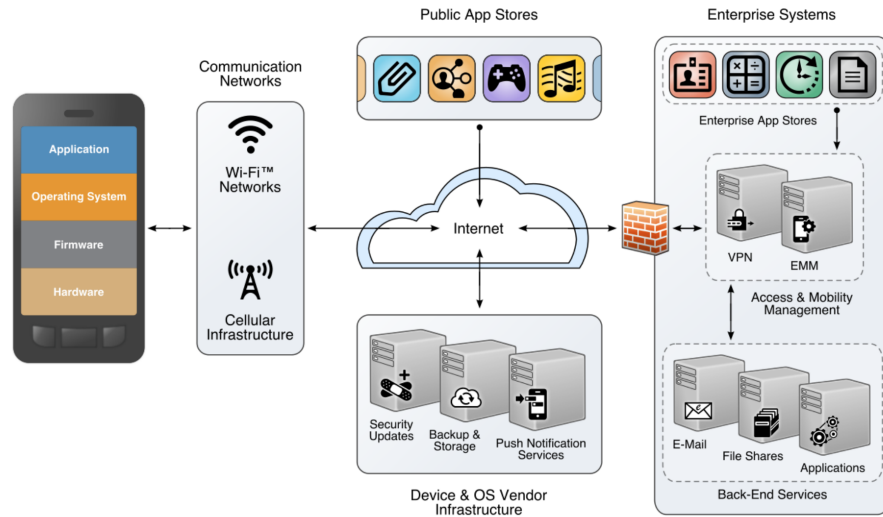 Public App Stores
Enterprise Systems
Communication
Networks
Enterprise App Stores
Application
Operating System
Firmware
Hardware
Wi-Fi™
Networks
Cellular
Infrastructure
Internet
VPN
EMM
Access & Mobility
Management
Security
Updates
Backup &
Storage
Push Notification
Services
Device & OS Vendor
Infrastructure
E-Mail
File Shares
Applications
Back-End Services